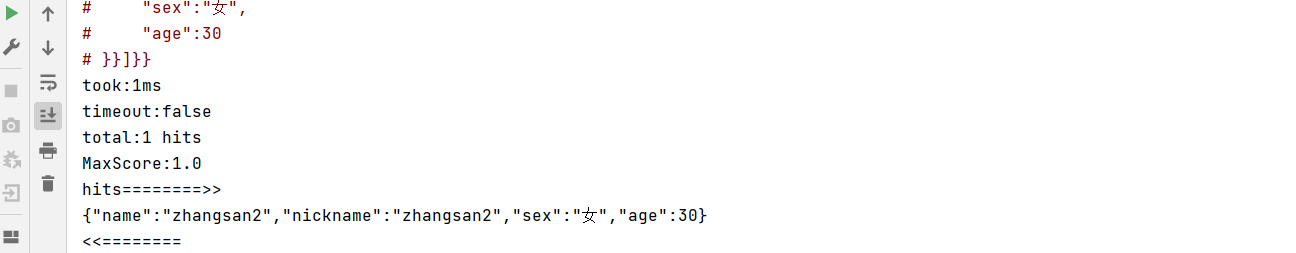 #     "sex":"女",
#     "age":30
# }}]}}
took:1ms
timeout:false
total:1 hits
MaxScore:1.0
hits========>>
{"name":"zhangsan2","nickname":"zhangsan2","sex":"女","age":30}
<<========